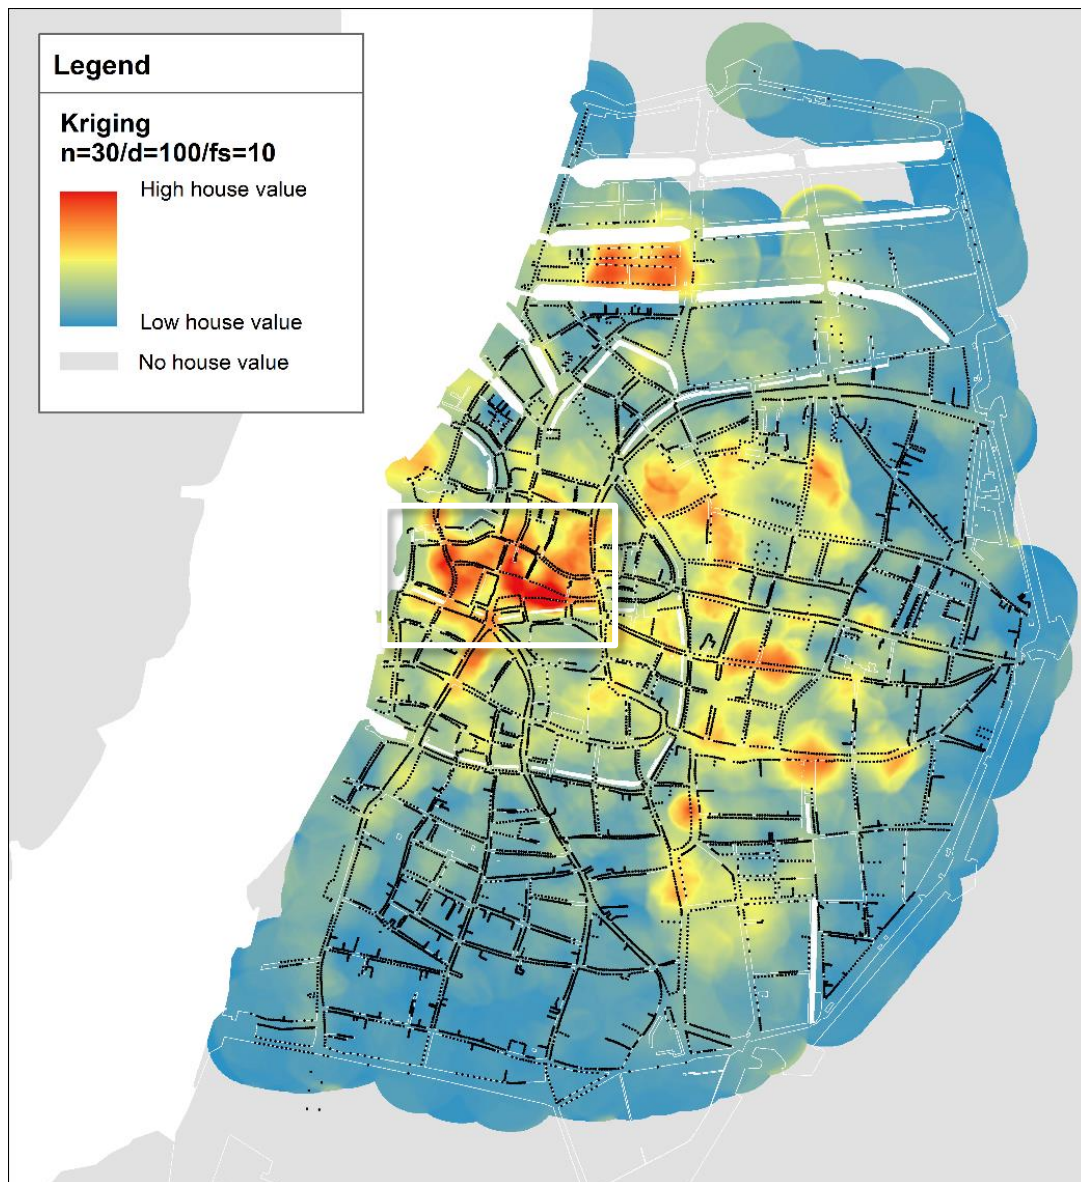 Legend
Kriging
n=30/d=100/fs=10
High house value
Low house value
No house value